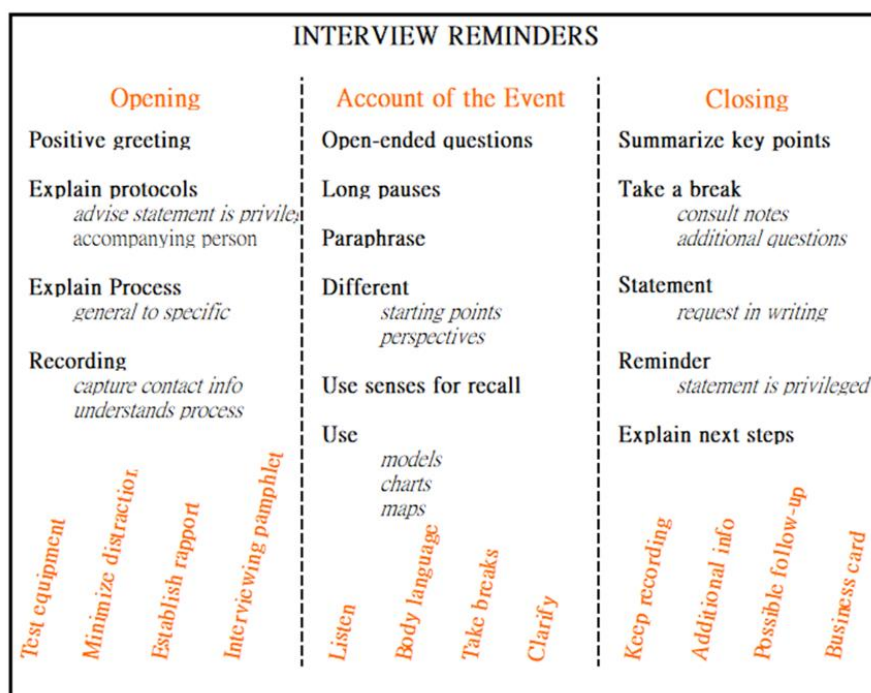 INTERVIEW REMINDERS
Opening
Positive greeting
Explain protocols
advise statement is privileg
accompanying person
Explain Process
general to specific
Recording
capture contact info
understands process
Test equipment
Minimize distraction
Establish rapport
Interviewing pamphlet
Account of the Event
Open-ended questions
Long pauses
Paraphrase
Different
starting points
perspectives
Use senses for recall
Use
models
charts
maps
Listen
Body language
Take breaks
Clarify
Closing
Summarize key points
Take a break
consult notes
additional questions
Statement
request in writing
Reminder
statement is privileged
Explain next steps
Keep recording
Additional info
Possible follow-up
Business card